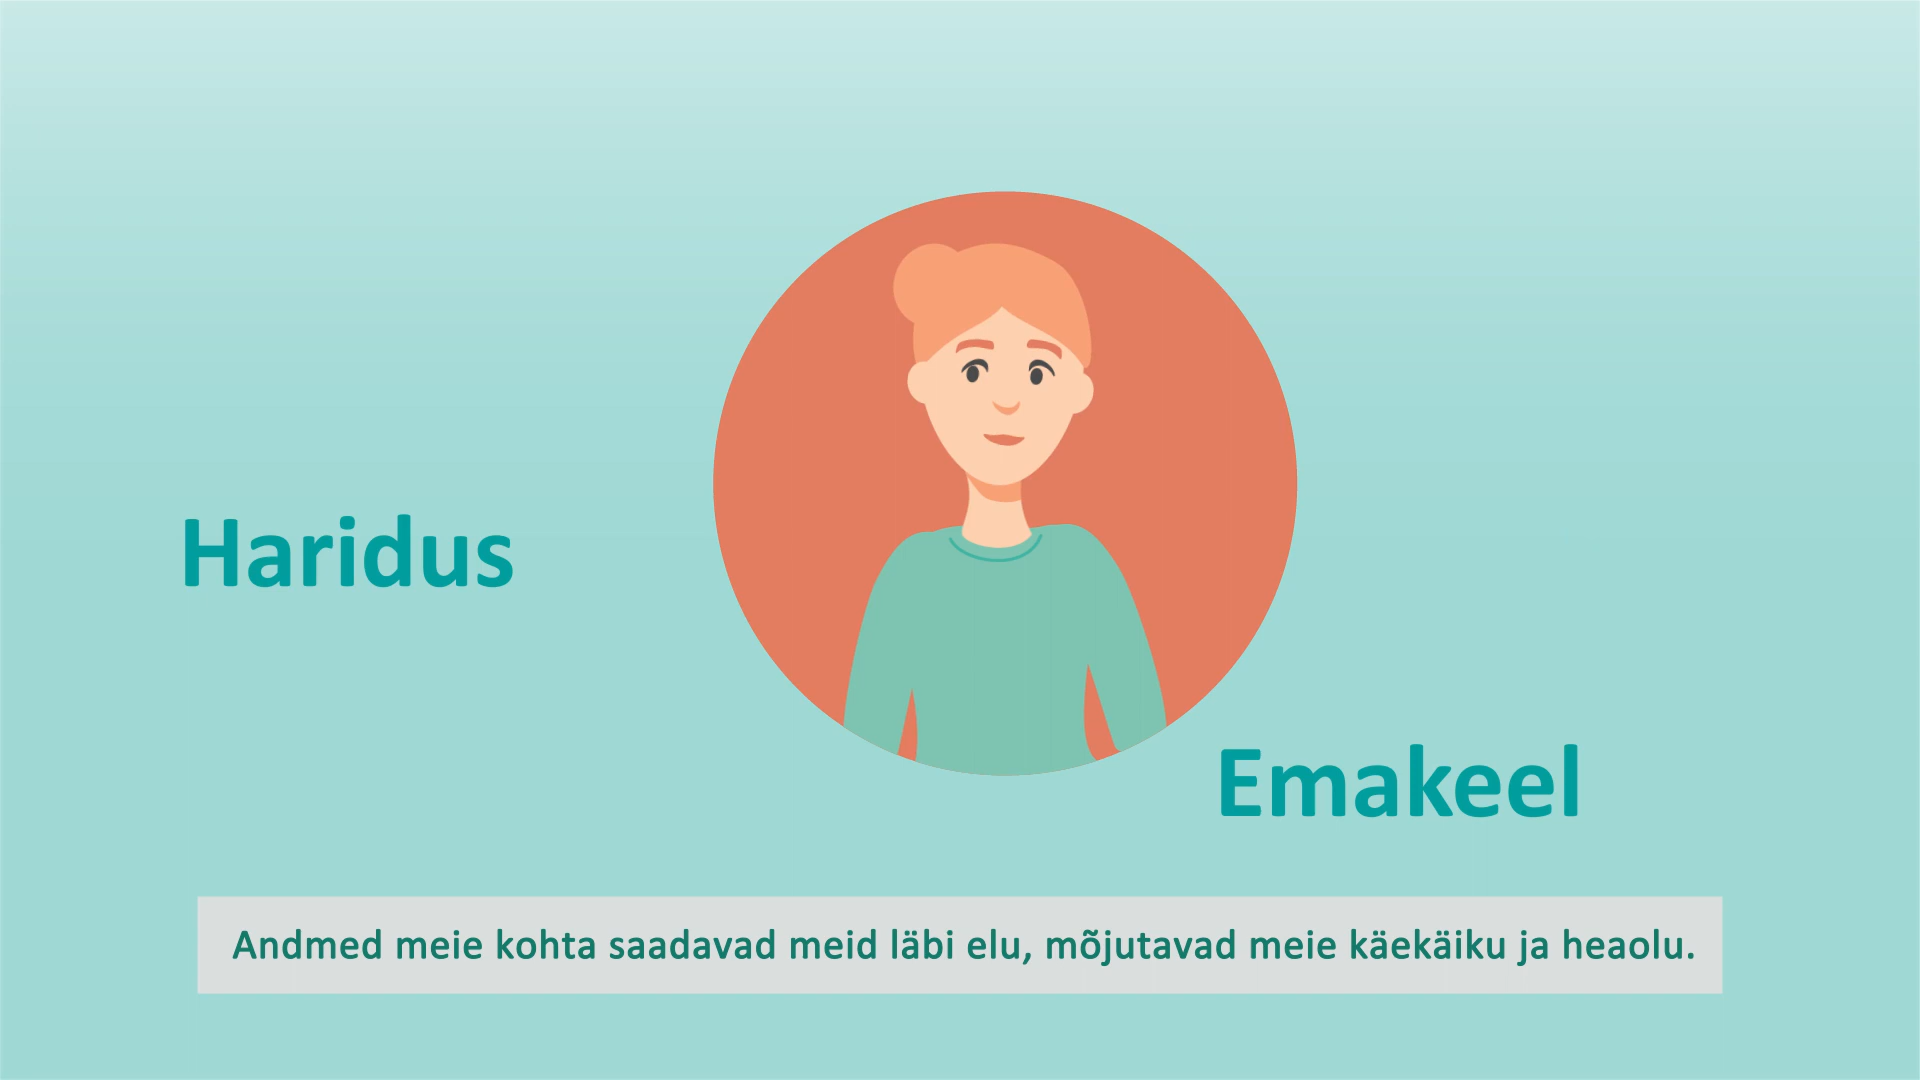 Haridus
Emakeel
Andmed meie kohta saadavad meid läbi elu, mõjutavad meie käekäiku ja heaolu.